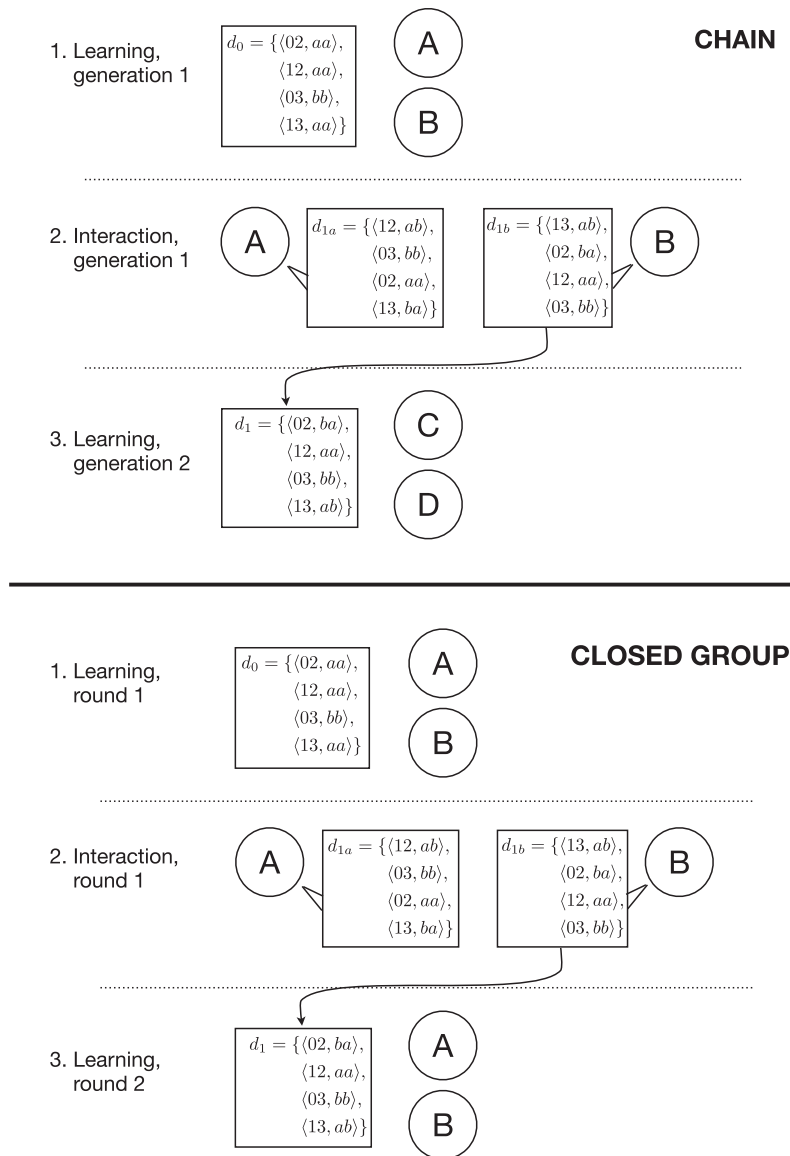 CHAIN
1. Learning,
generation 1
d0 = {⟨02, aa⟩,
⟨12, aa⟩,
⟨03, bb⟩,
⟨13, aa⟩}
A
B
2. Interaction,
generation 1
A
d1a = {⟨12, ab⟩,
⟨03, bb⟩,
⟨02, aa⟩,
⟨13, ba⟩}
d1b = {⟨13, ab⟩,
⟨02, ba⟩,
⟨12, aa⟩,
⟨03, bb⟩}
B
3. Learning,
generation 2
d1 = {⟨02, ba⟩,
⟨12, aa⟩,
⟨03, bb⟩,
⟨13, ab⟩}
C
D
CLOSED GROUP
1. Learning,
round 1
d0 = {⟨02, aa⟩,
⟨12, aa⟩,
⟨03, bb⟩,
⟨13, aa⟩}
A
B
2. Interaction,
round 1
A
d1a = {⟨12, ab⟩,
⟨03, bb⟩,
⟨02, aa⟩,
⟨13, ba⟩}
d1b = {⟨13, ab⟩,
⟨02, ba⟩,
⟨12, aa⟩,
⟨03, bb⟩}
B
3. Learning,
round 2
d1 = {⟨02, ba⟩,
⟨12, aa⟩,
⟨03, bb⟩,
⟨13, ab⟩}
A
B